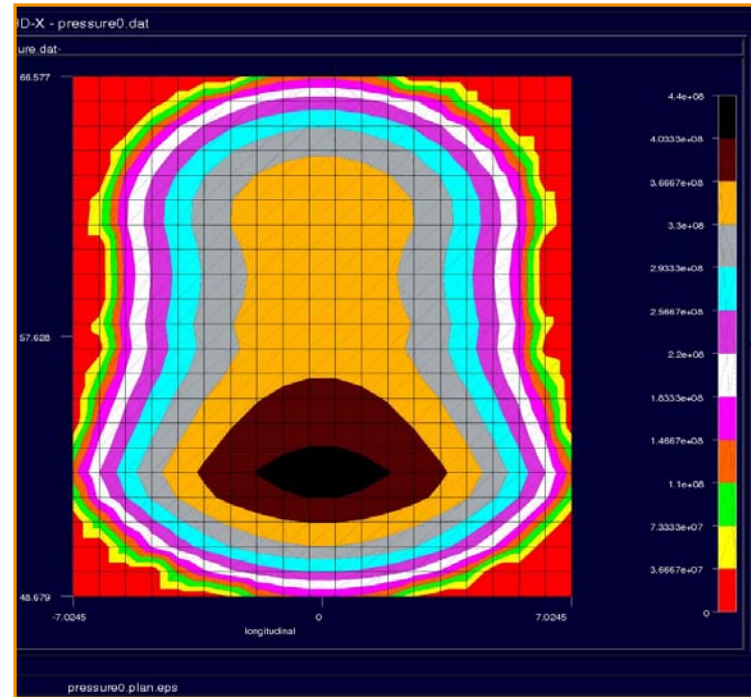 3D-X - pressure0.dat
ure.dat-
66.577
57.628
48.679
-7.0245
0
7.0245
longitudinal
4.4e+08
4.0333e+08
3.6667e+08
3.3e+08
2.9333e+08
2.5667e+08
2.2e+08
1.8333e+08
1.4667e+08
1.1e+08
7.3333e+07
3.6667e+07
0
pressure0.plan.eps